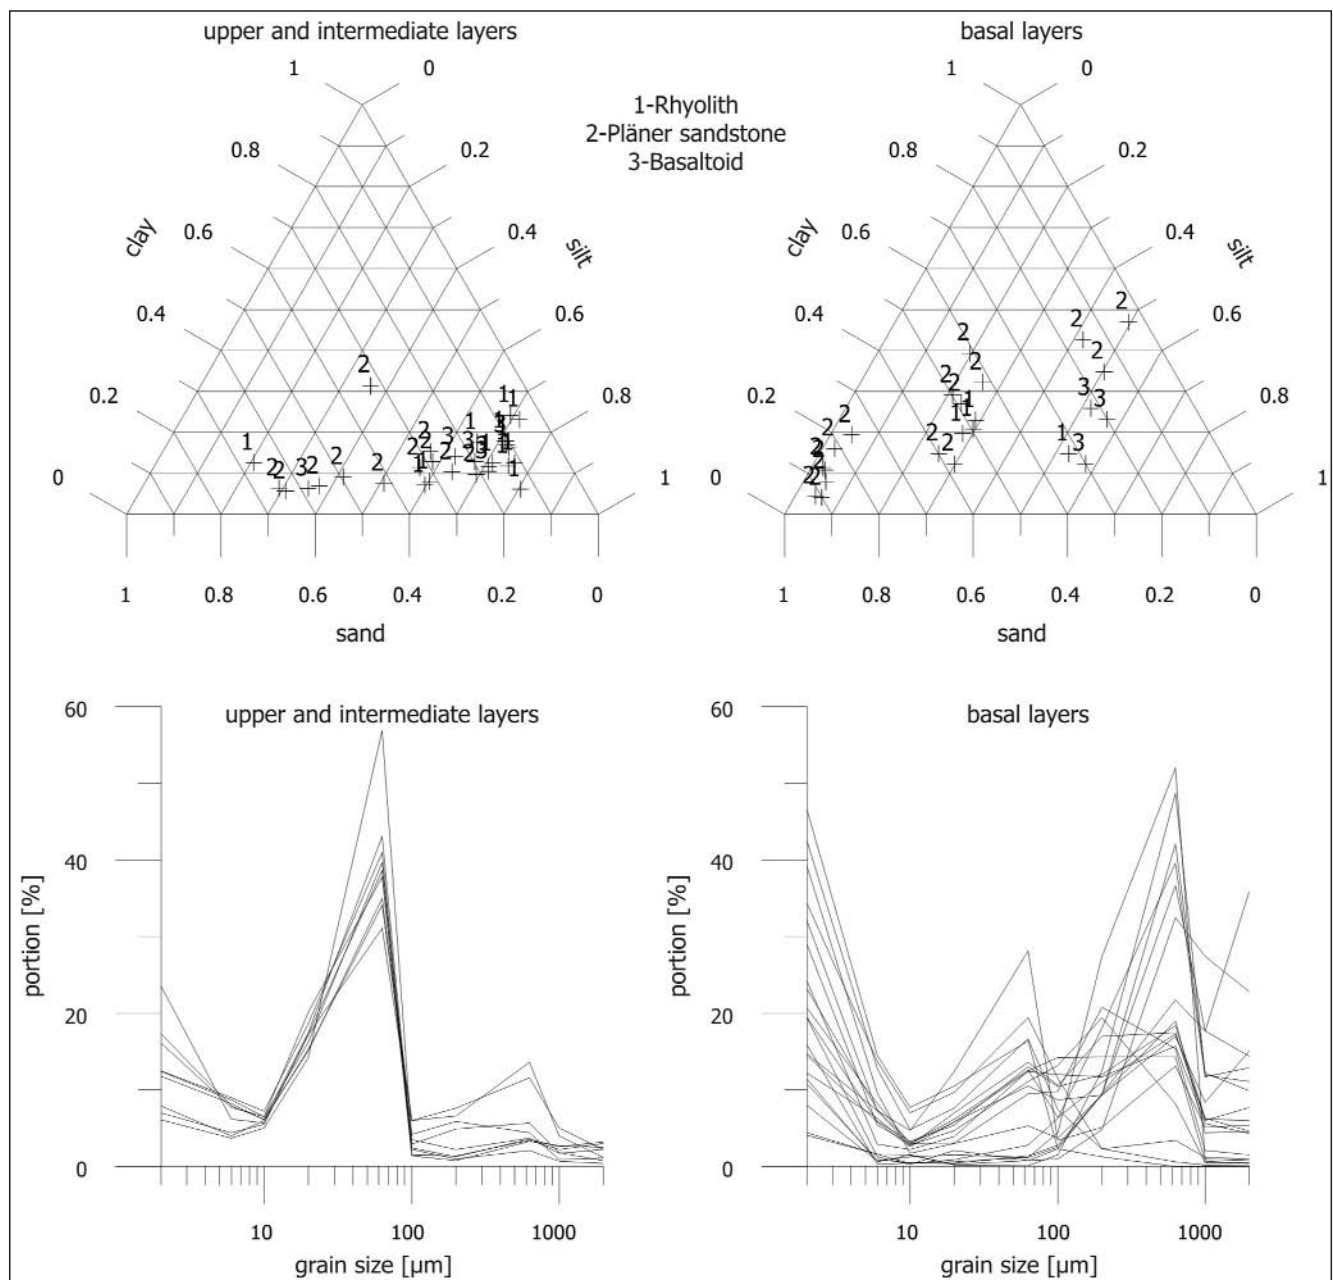 upper and intermediate layers
basal layers
1 0
1 0
1-Rhyolith
2-Pläner sandstone
3-Basaltoid
0.8 0.2
0.8 0.2
clay 0.6 0.4 silt
clay 0.6 0.4 silt
0.4 0.6
0.4 0.6
0.2 0.8
0.2 0.8
0 1
0 1
1 0.8 0.6 0.4 0.2 0
1 0.8 0.6 0.4 0.2 0
sand
sand
upper and intermediate layers
60
40
20
0
portion [%]
10 100 1000
grain size [µm]
basal layers
60
40
20
0
portion [%]
10 100 1000
grain size [µm]